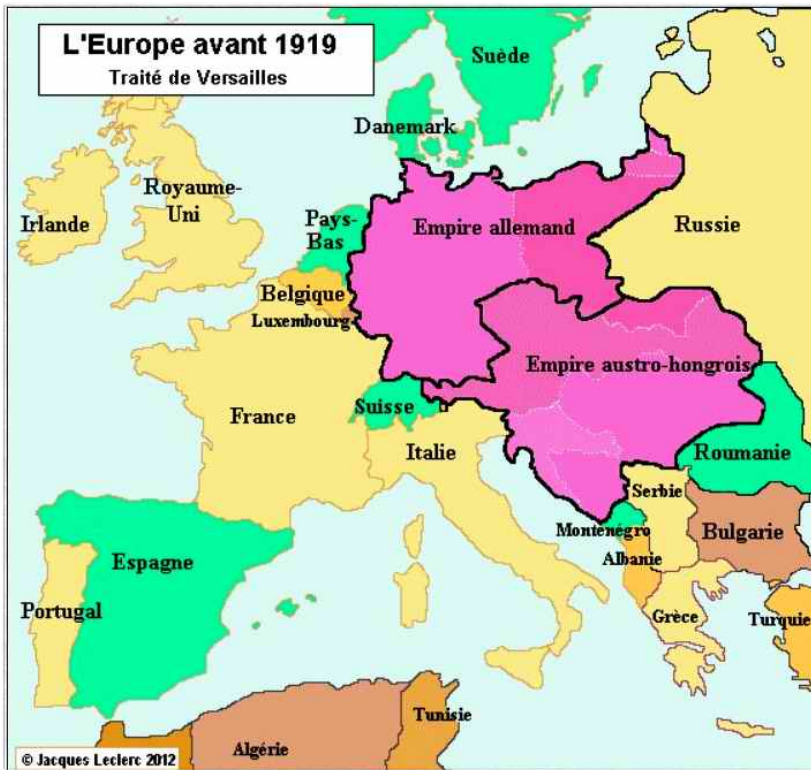 L'Europe avant 1919
Traité de Versailles
Suède
Danemark
Royaume-
Uni
Irlande
Pays-
Bas
Empire allemand
Russie
Belgique
Luxembourg
Empire austro-hongrois
France
Suisse
Italie
Roumanie
Serbie
Monténégro
Bulgarie
Albanie
Espagne
Portugal
Grèce
Turquie
Tunisie
Algérie
© Jacques Leclerc 2012